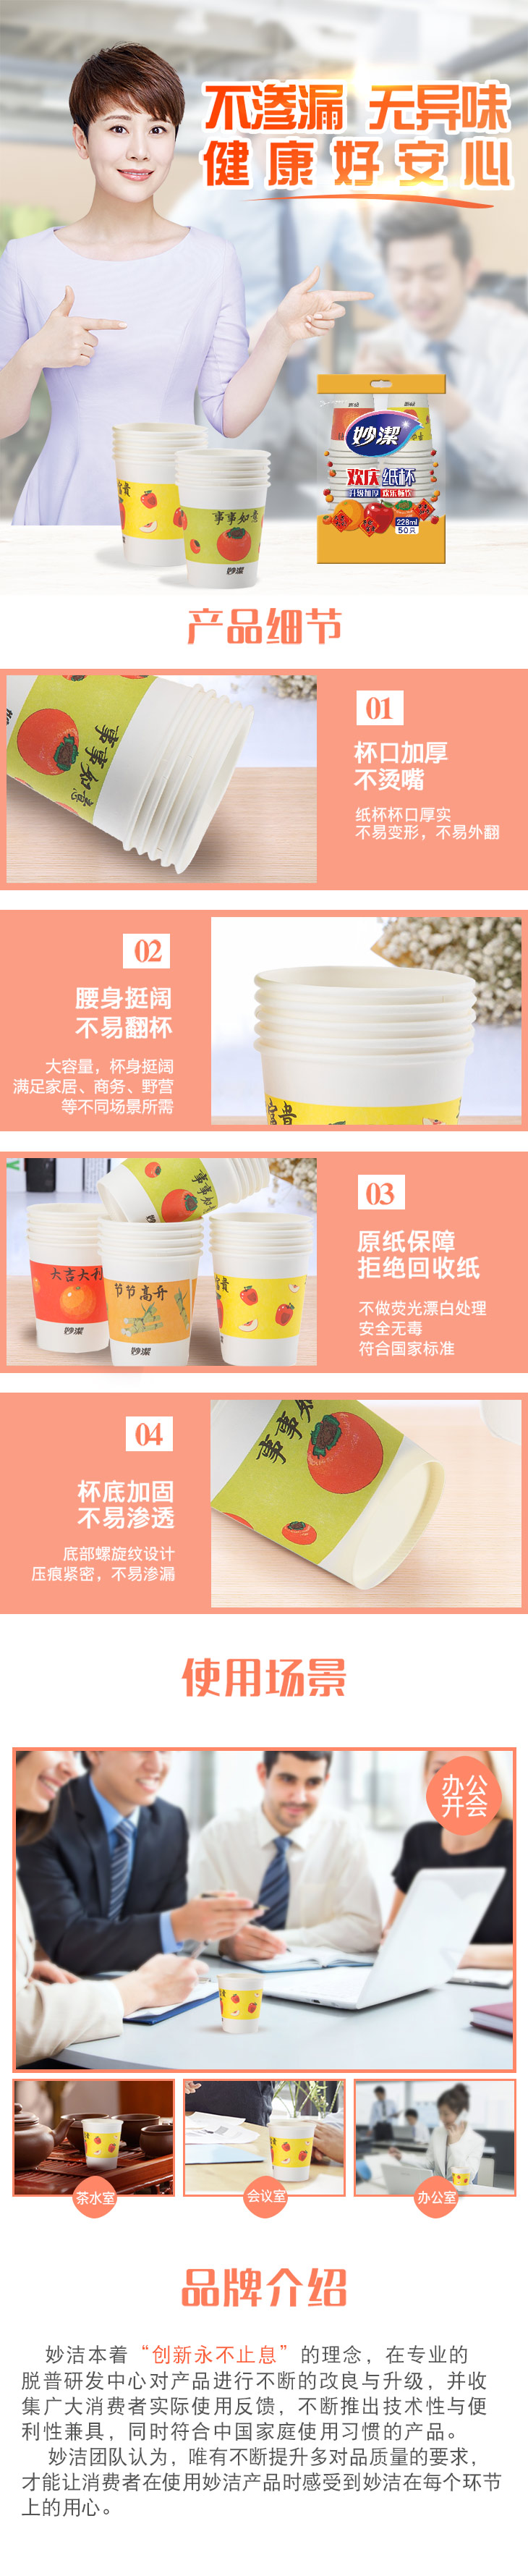 不渗漏 无异味
健康好安心
富贵
事事如意
妙潔
妙潔
欢庆纸杯
升级加厚 欢乐畅饮
228ml
50只
产品细节
事事如意
01
杯口加厚
不烫嘴
纸杯杯口厚实
不易变形，不易外翻
02
腰身挺阔
不易翻杯
大容量，杯身挺阔
满足家居、商务、野营
等不同场景所需
富贵
事事如
大吉大利
节节高升
富贵
妙潔
妙潔
03
原纸保障
拒绝回收纸
不做荧光漂白处理
安全无毒
符合国家标准
04
杯底加固
不易渗透
底部螺旋纹设计
压痕紧密，不易渗漏
事事如
使用场景
办公
开会
茶水室
会议室
办公室
品牌介绍
妙洁本着“创新永不止息”的理念，在专业的
脱普研发中心对产品进行不断的改良与升级，并收
集广大消费者实际使用反馈，不断推出技术性与便
利性兼具，同时符合中国家庭使用习惯的产品。
妙洁团队认为，唯有不断提升多对品质量的要求，
才能让消费者在使用妙洁产品时感受到妙洁在每个环节
上的用心。